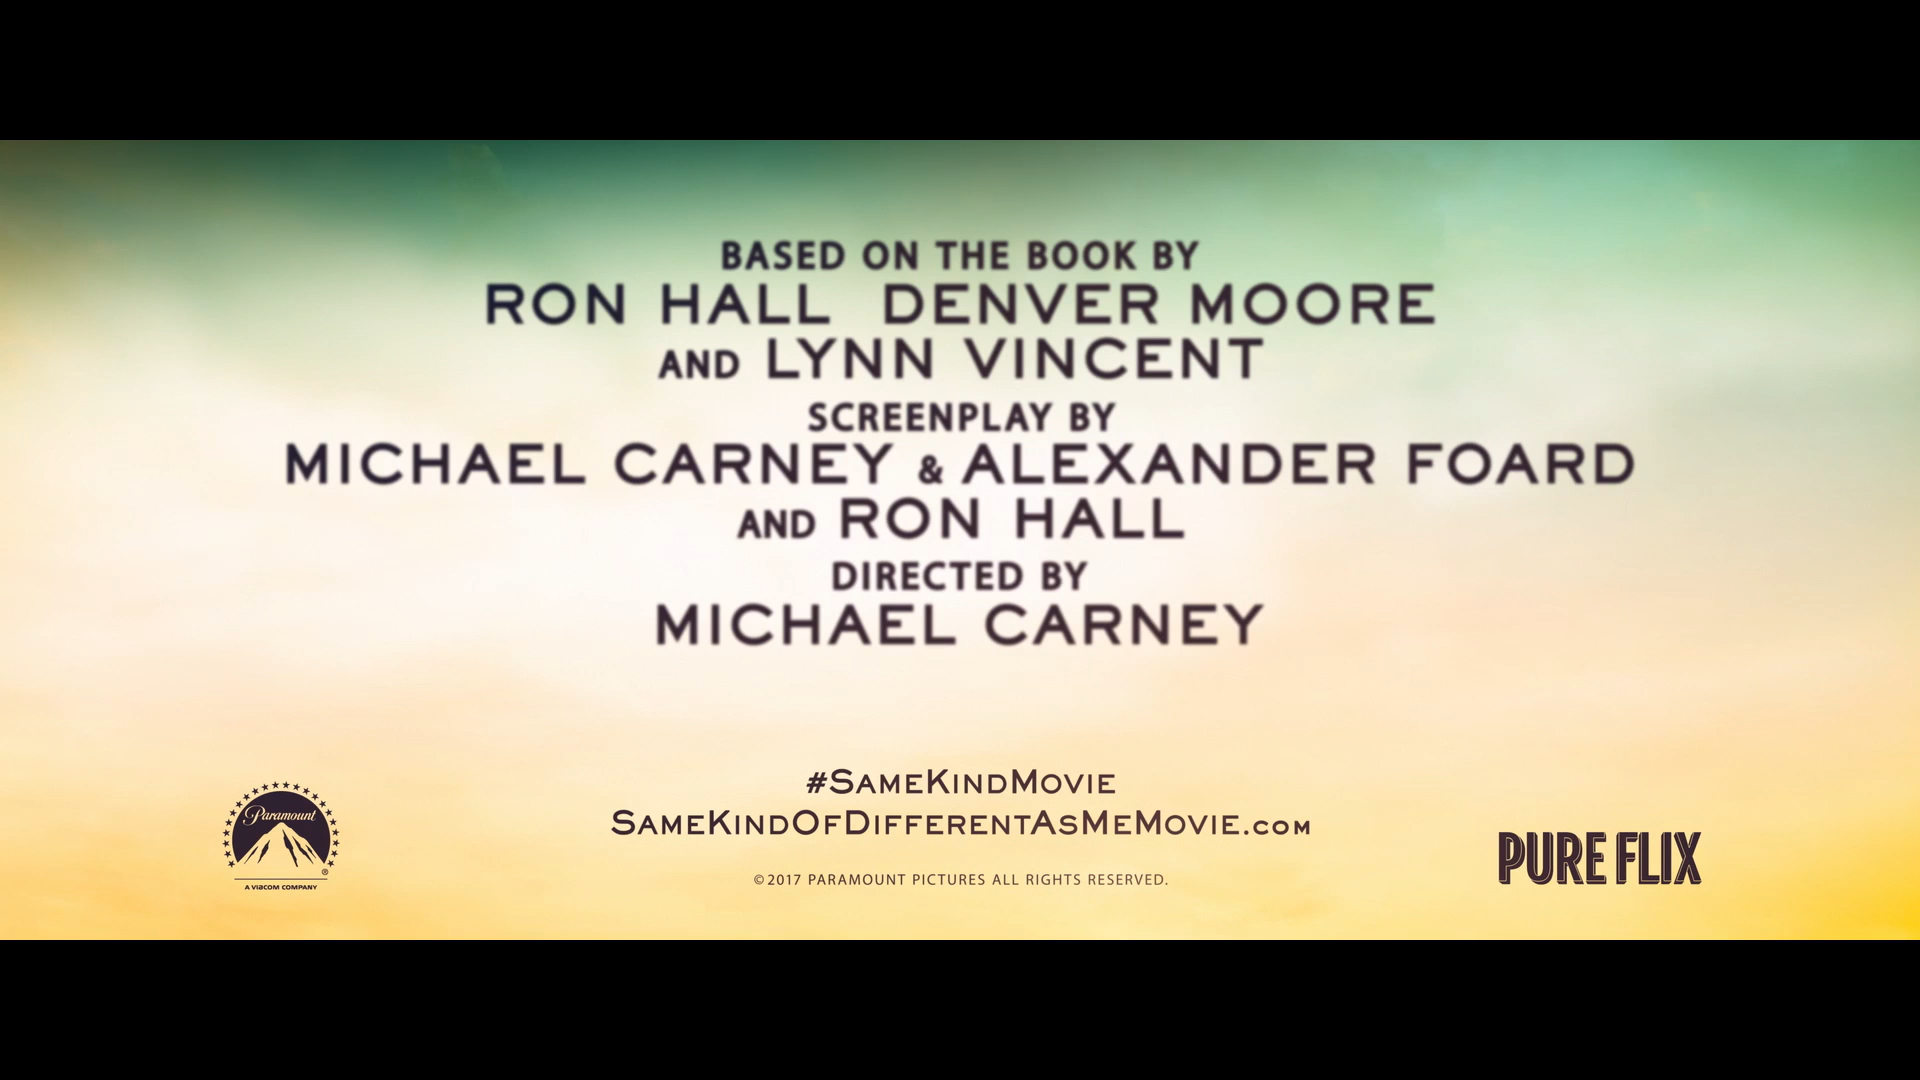 BASED ON THE BOOK BY
RON HALL DENVER MOORE
AND LYNN VINCENT
SCREENPLAY BY
MICHAEL CARNEY & ALEXANDER FOARD
AND RON HALL
DIRECTED BY
MICHAEL CARNEY
#SAMEKINDMOVIE
SAMEKINDOFDIFFERENTASMEMOVIE.COM
©2017 PARAMOUNT PICTURES ALL RIGHTS RESERVED.
Paramount
®
A VIACOM COMPANY
PURE FLIX